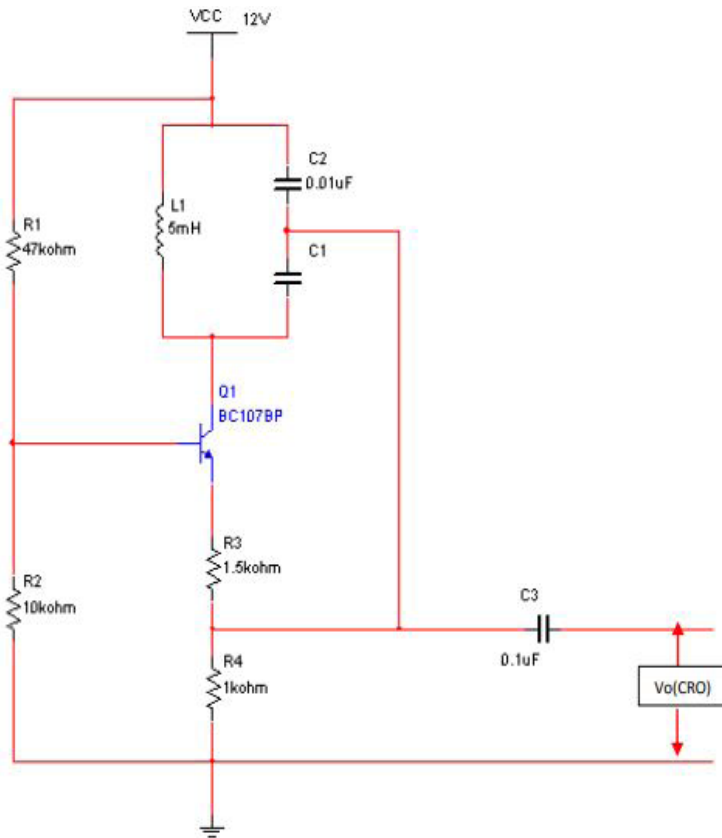 VCC 12V
C2
0.01uF
L1
5mH
R1
47kohm
C1
Q1
BC107BP
R3
1.5kohm
R2
10kohm
C3
0.1uF
R4
1kohm
Vo(CRO)